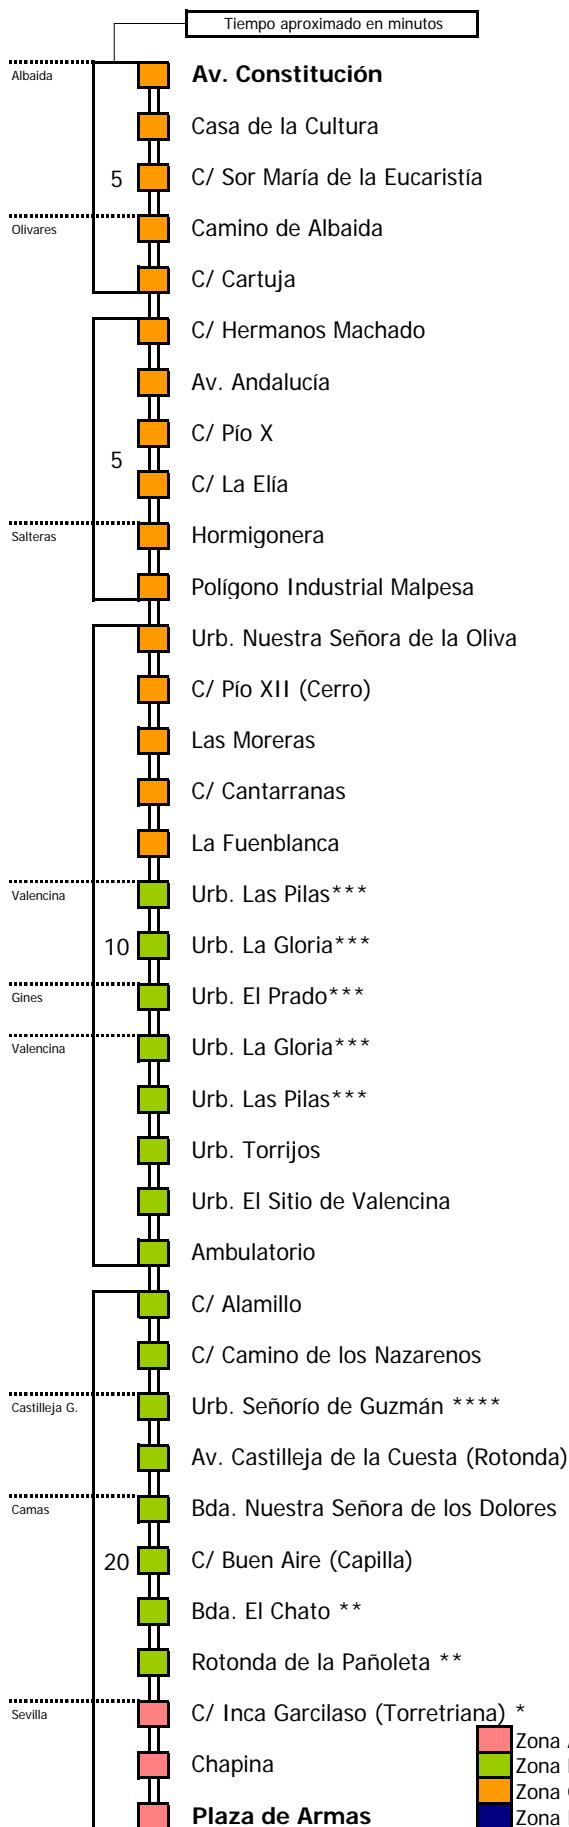 Tiempo aproximado en minutos
Albaida
Av. Constitución
Casa de la Cultura
5
C/ Sor María de la Eucaristía
Olivares
Camino de Albaida
C/ Cartuja
C/ Hermanos Machado
Av. Andalucía
C/ Pío X
5
C/ La Elía
Salteras
Hormigonera
Polígono Industrial Malpesa
Urb. Nuestra Señora de la Oliva
C/ Pío XII (Cerro)
Las Moreras
C/ Cantarranas
La Fuenblanca
Valencina
Urb. Las Pilas***
10
Urb. La Gloria***
Gines
Urb. El Prado***
Valencina
Urb. La Gloria***
Urb. Las Pilas***
Urb. Torrijos
Urb. El Sitio de Valencina
Ambulatorio
C/ Alamillo
C/ Camino de los Nazarenos
Castilleja G.
Urb. Señorío de Guzmán ****
Av. Castilleja de la Cuesta (Rotonda)
Camas
Bda. Nuestra Señora de los Dolores
20
C/ Buen Aire (Capilla)
Bda. El Chato **
Rotonda de la Pañoleta **
Sevilla
C/ Inca Garcilaso (Torretriana) *
Chapina
Plaza de Armas
Zona
Zona
Zona
Zona